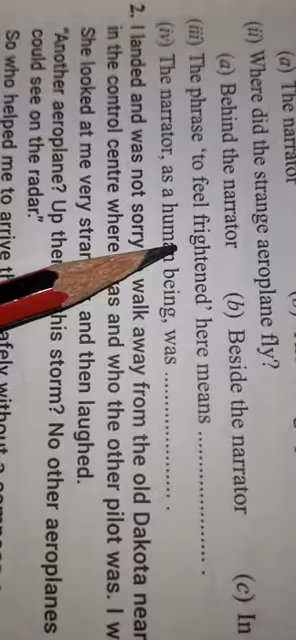 (a) The narrator
(ii) Where did the strange aeroplane fly?
(a) Behind the narrator (b) Beside the narrator (c) In
(iii) The phrase 'to feel frightened' here means ....................
(iv) The narrator, as a human being, was ....................
2. I landed and was not sorry walk away from the old Dakota near
in the control centre where as and who the other pilot was. I w
She looked at me very and then laughed.
"Another aeroplane? Up his storm? No other aeroplanes
could see on the radar."
So who helped me to arrive without a